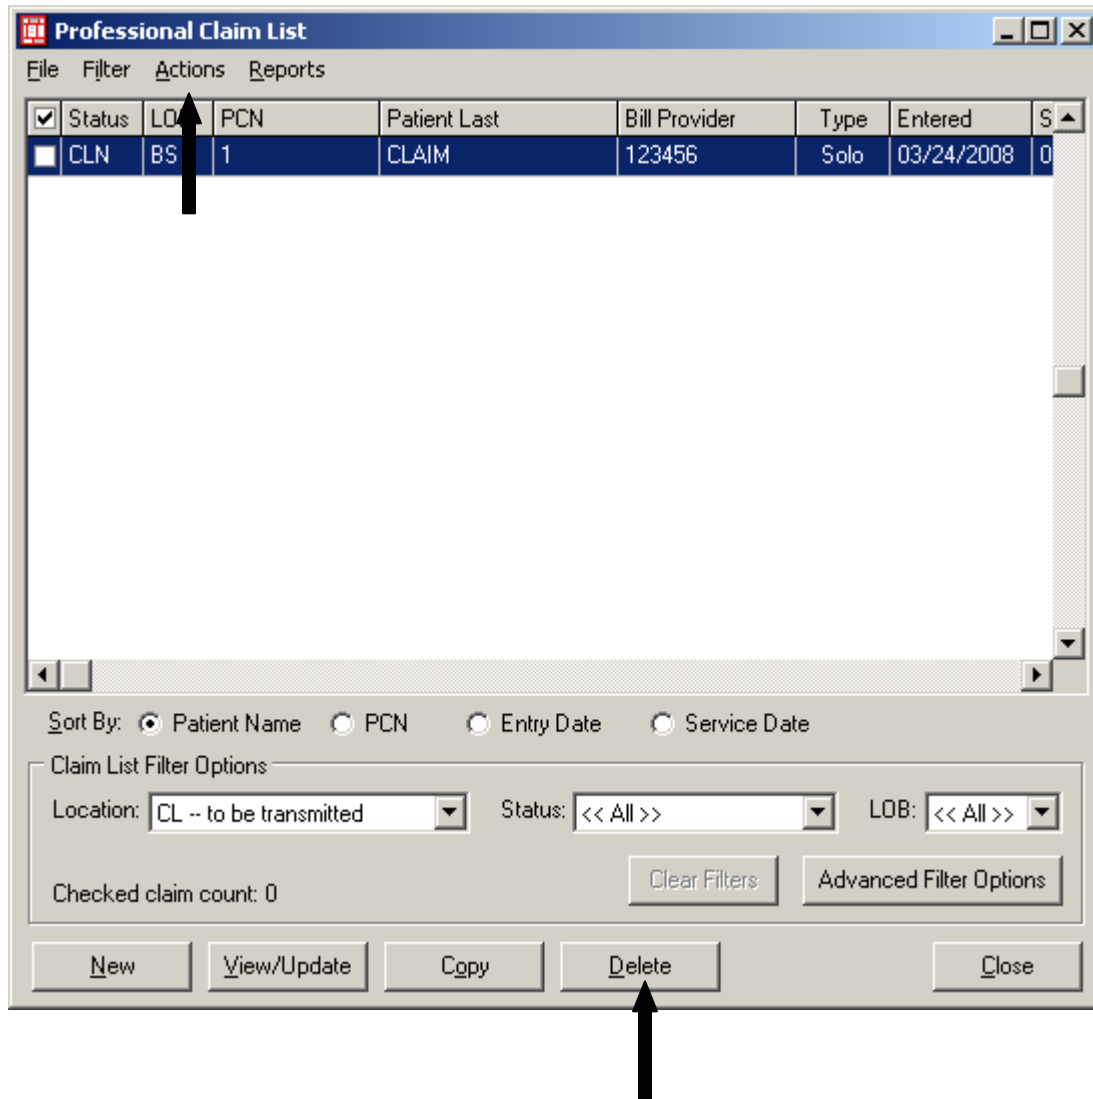 Professional Claim List
File Filter Actions Reports
Status LO PCN Patient Last Bill Provider Type Entered S
CLN BS 1 CLAIM 123456 Solo 03/24/2008 0
Sort By: Patient Name PCN Entry Date Service Date
Claim List Filter Options
Location: CL -- to be transmitted Status: << All >> LOB: << All >>
Clear Filters Advanced Filter Options
Checked claim count: 0
New View/Update Copy Delete Close